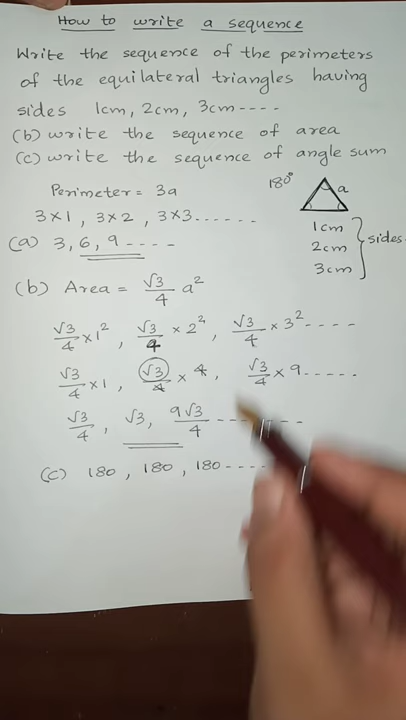 How to write a sequence
Write the sequence of the perimeters
of the equilateral triangles having
sides 1cm, 2cm, 3cm ----
(b) write the sequence of area
(c) write the sequence of angle sum
Perimeter = 3a
180° a
3×1, 3×2, 3×3......
1cm
2cm
3cm
sides
(a) 3, 6, 9 ----
(b) Area = √3/4 a²
√3/4 ×1², √3/4 × 2², √3/4 × 3² ----
√3/4 ×1, √3/4 × 4, √3/4 × 9.....
√3/4, √3, 9√3/4 ----
(c) 180, 180, 180 ----